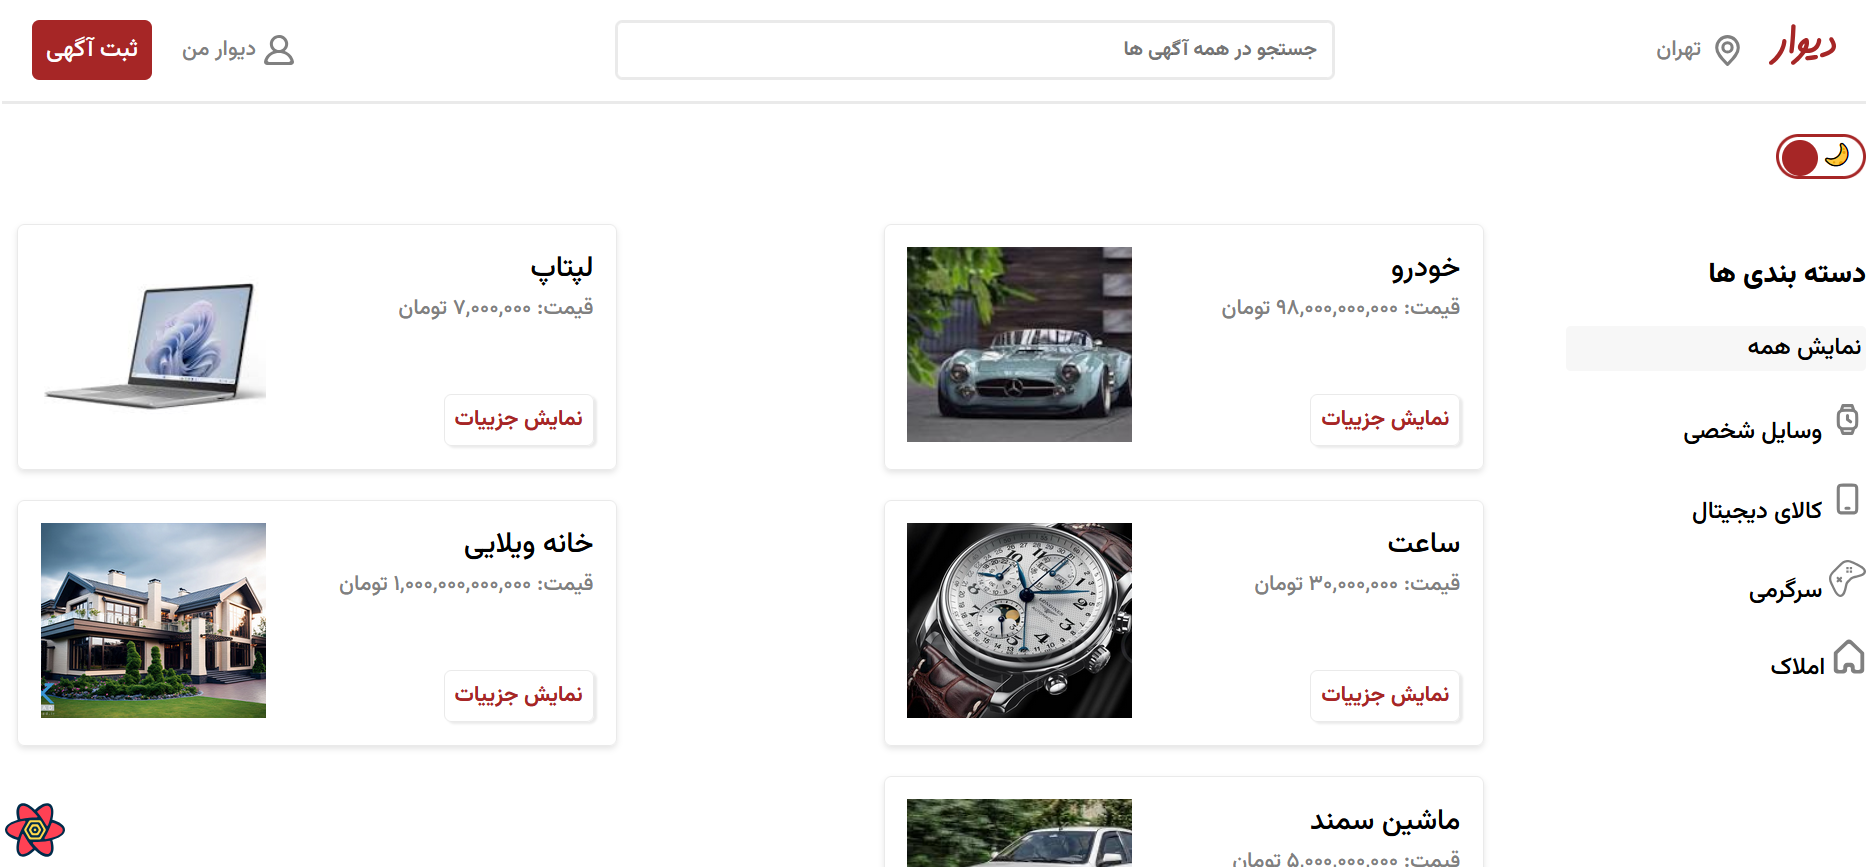 دیوار
تهران
جستجو در همه آگهی ها
دیوار من
ثبت آگهی
دسته بندی ها
نمایش همه
وسایل شخصی
کالای دیجیتال
سرگرمی
املاک
خودرو
قیمت: ۹۸,۰۰۰,۰۰۰,۰۰۰ تومان
نمایش جزییات
لپتاپ
قیمت: ۷,۰۰۰,۰۰۰ تومان
نمایش جزییات
ساعت
قیمت: ۳۰,۰۰۰,۰۰۰ تومان
نمایش جزییات
خانه ویلایی
قیمت: ۱,۰۰۰,۰۰۰,۰۰۰,۰۰۰ تومان
نمایش جزییات
ماشین سمند
قیمت: ۵,۰۰۰,۰۰۰,۰۰۰ تومان